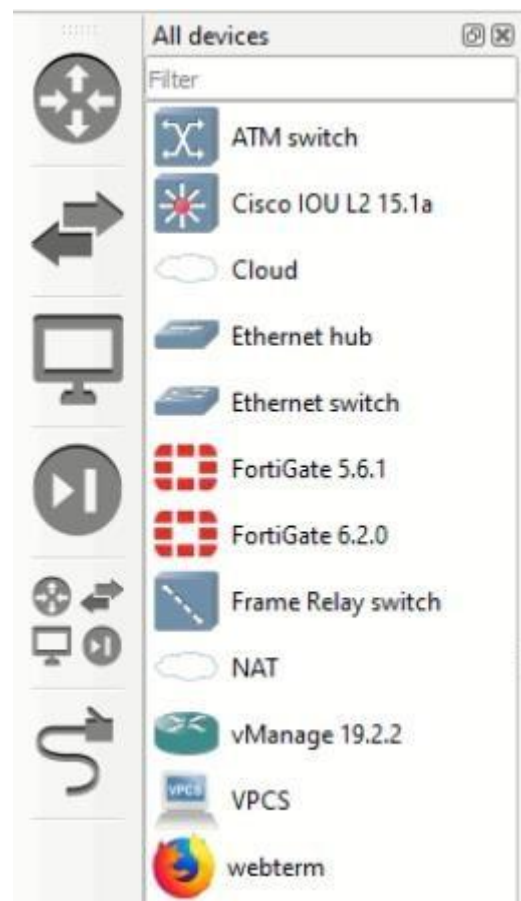 All devices
Filter
ATM switch
Cisco IOU L2 15.1a
Cloud
Ethernet hub
Ethernet switch
FortiGate 5.6.1
FortiGate 6.2.0
Frame Relay switch
NAT
vManage 19.2.2
VPCS
VPCS
webterm